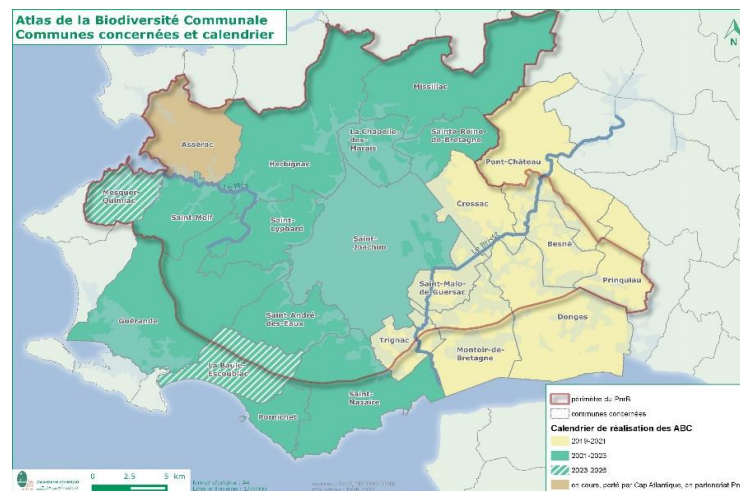 Atlas de la Biodiversité Communale
Communes concernées et calendrier
N
Missillac
La Chapelle-
des-
Marais
Sainte-Reine-
de-Bretagne
Pont-Château
Assérac
Herbignac
Mesquer-
Quimiac
Saint-Molf
Saint-
Lyphard
Saint-
Joachim
Crossac
Besné
Le Brivet
Prinquiau
Saint-Malo-
de-Guersac
Guérande
Saint-André-
des-Eaux
Donges
Trignac
Montoir-de-
Bretagne
La Baule-
Escoublac
Saint-
Nazaire
Pornichet
périmètre du PnrB
communes concernées
Calendrier de réalisation des ABC
2019-2021
2021-2023
2023-2025
en cours, porté par Cap Atlantique, en partenariat Pnr
0 2.5 5 km